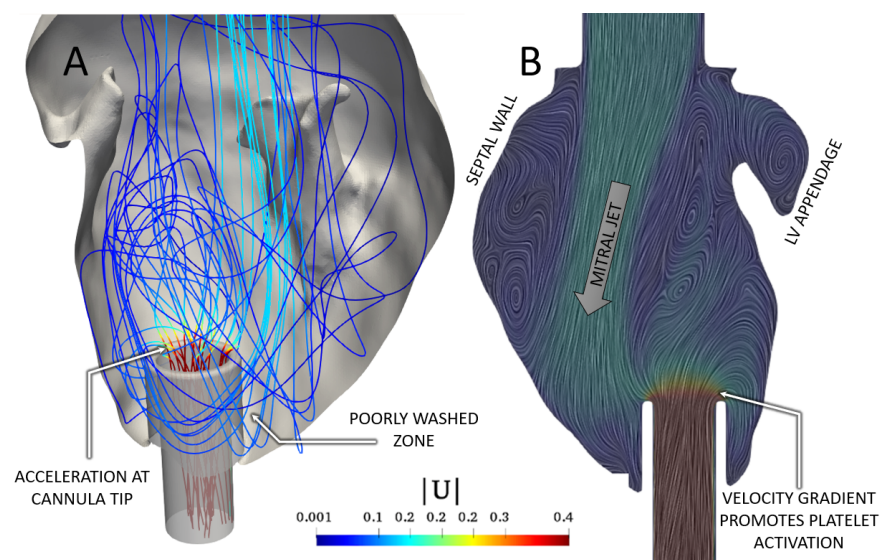 A
B
SEPTAL WALL
LV APPENDAGE
MITRAL JET
POORLY WASHED
ZONE
ACCELERATION AT
CANNULA TIP
|U|
0.001 0.1 0.2 0.2 0.2 0.3 0.4
VELOCITY GRADIENT
PROMOTES PLATELET
ACTIVATION